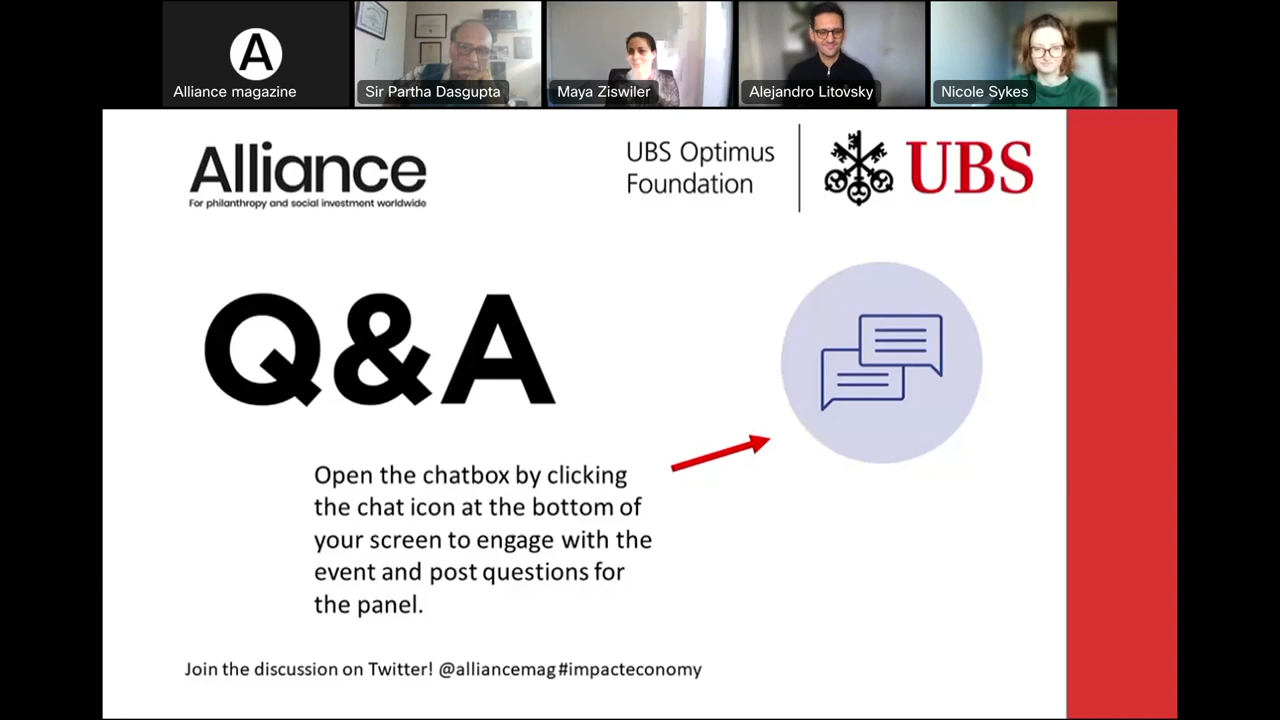 A
Alliance magazine
Sir Partha Dasgupta
Maya Ziswiler
Alejandro Litovsky
Nicole Sykes
Alliance
For philanthropy and social investment worldwide
UBS Optimus
Foundation
UBS
Q&A
Open the chatbox by clicking
the chat icon at the bottom of
your screen to engage with the
event and post questions for
the panel.
Join the discussion on Twitter! @alliancemag #impacteconomy